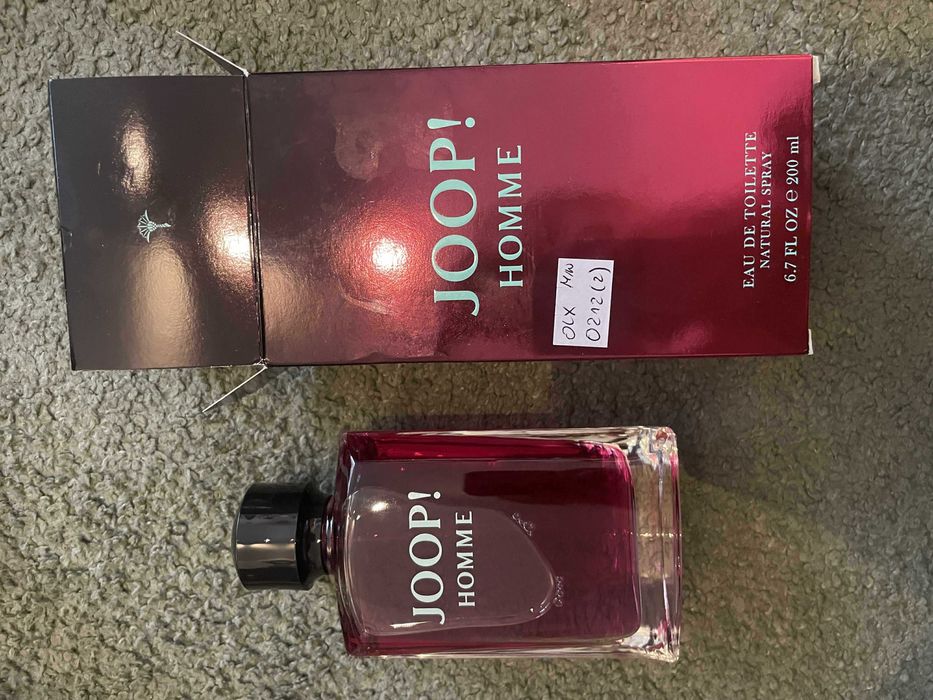 JOOP!
HOMME
OLX MW
0212(2)
EAU DE TOILETTE
NATURAL SPRAY
6.7 FL OZ ℮ 200 ml
JOOP!
HOMME